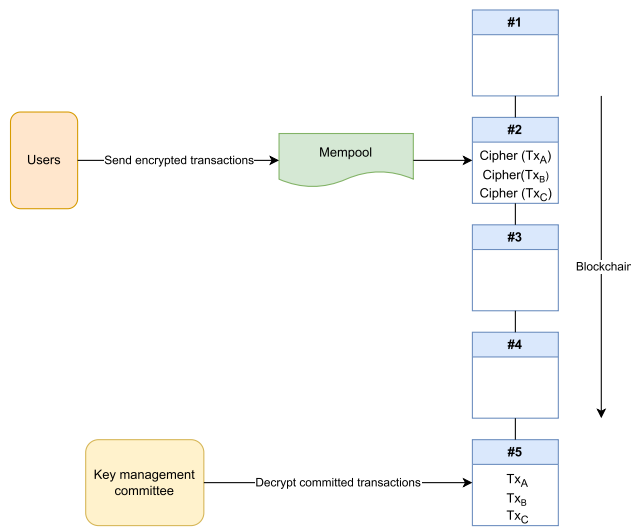 #1
#2
Users
Send encrypted transactions
Mempool
Cipher (TxA)
Cipher(TxB)
Cipher (TxC)
#3
Blockchain
#4
#5
Key management
committee
Decrypt committed transactions
TxA
TxB
TxC